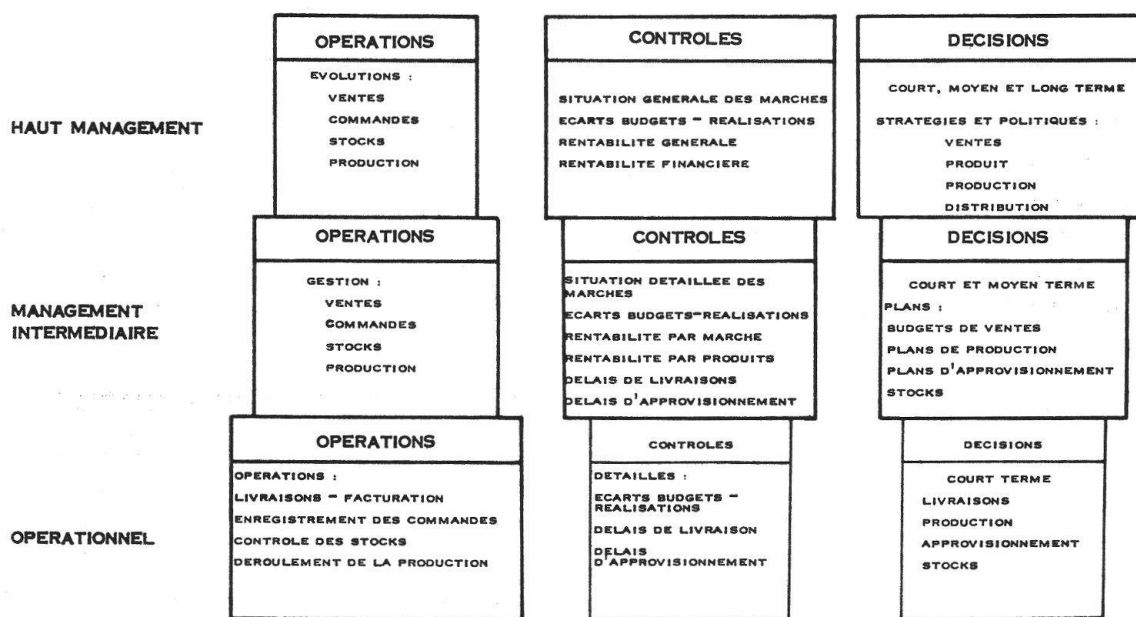 OPERATIONS
EVOLUTIONS :
VENTES
COMMANDES
STOCKS
PRODUCTION
CONTROLES
SITUATION GENERALE DES MARCHES
ECARTS BUDGETS - REALISATIONS
RENTABILITE GENERALE
RENTABILITE FINANCIERE
DECISIONS
COURT, MOYEN ET LONG TERME
STRATEGIES ET POLITIQUES :
VENTES
PRODUIT
PRODUCTION
DISTRIBUTION
HAUT MANAGEMENT
OPERATIONS
GESTION :
VENTES
COMMANDES
STOCKS
PRODUCTION
CONTROLES
SITUATION DETAILLEE DES
MARCHES
ECARTS BUDGETS-REALISATIONS
RENTABILITE PAR MARCHE
RENTABILITE PAR PRODUITS
DELAIS DE LIVRAISONS
DELAIS D'APPROVISIONNEMENT
DECISIONS
COURT ET MOYEN TERME
PLANS :
BUDGETS DE VENTES
PLANS DE PRODUCTION
PLANS D'APPROVISIONNEMENT
STOCKS
MANAGEMENT
INTERMEDIAIRE
OPERATIONS
OPERATIONS :
LIVRAISONS - FACTURATION
ENREGISTREMENT DES COMMANDES
CONTROLE DES STOCKS
DEROULEMENT DE LA PRODUCTION
CONTROLES
DETAILLES :
ECARTS BUDGETS -
REALISATIONS
DELAIS DE LIVRAISON
DELAIS
D'APPROVISIONNEMENT
DECISIONS
COURT TERME
LIVRAISONS
PRODUCTION
APPROVISIONNEMENT
STOCKS
OPERATIONNEL